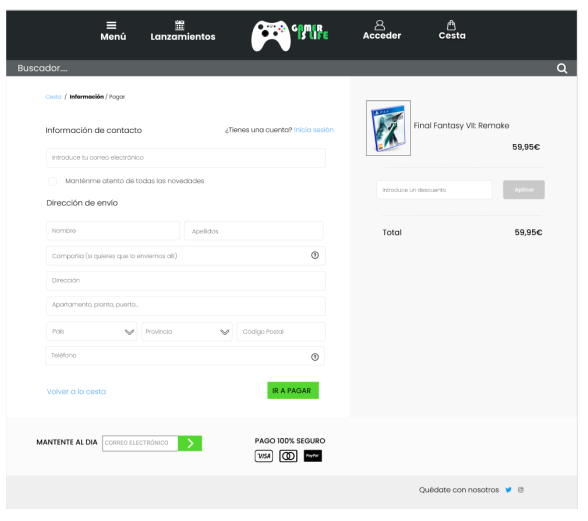 Menú
Lanzamientos
GAMER
IS LIFE
Acceder
Cesta
Buscador....
Cesta / Información / Pagar
Información de contacto
¿Tienes una cuenta? Inicia sesión
Introduce tu correo electrónico
Manténme atento de todas las novedades
Dirección de envío
Nombre
Apellidos
Compañía (si quieres que lo enviemos allí)
Dirección
Apartamento, planta, puerta...
País
Provincia
Código Postal
Teléfono
Volver a la cesta
IR A PAGAR
Final Fantasy VII: Remake
59,95€
Introduce un descuento
Aplicar
Total
59,95€
MANTENTE AL DIA
CORREO ELECTRÓNICO
PAGO 100% SEGURO
VISA
PayPal
Quédate con nosotros